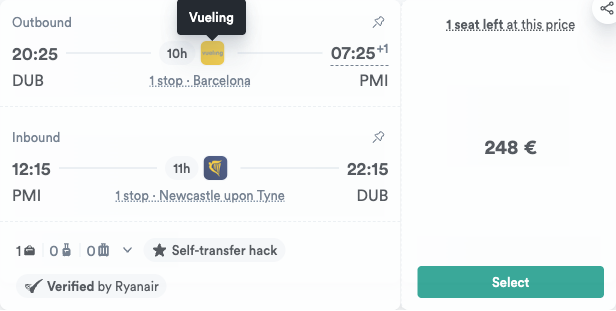 Outbound
Vueling
1 seat left at this price
20:25
10h
vueling
07:25+1
DUB
1 stop · Barcelona
PMI
248 €
Inbound
12:15
11h
22:15
PMI
1 stop · Newcastle upon Tyne
DUB
1
0
0
Self-transfer hack
Verified by Ryanair
Select